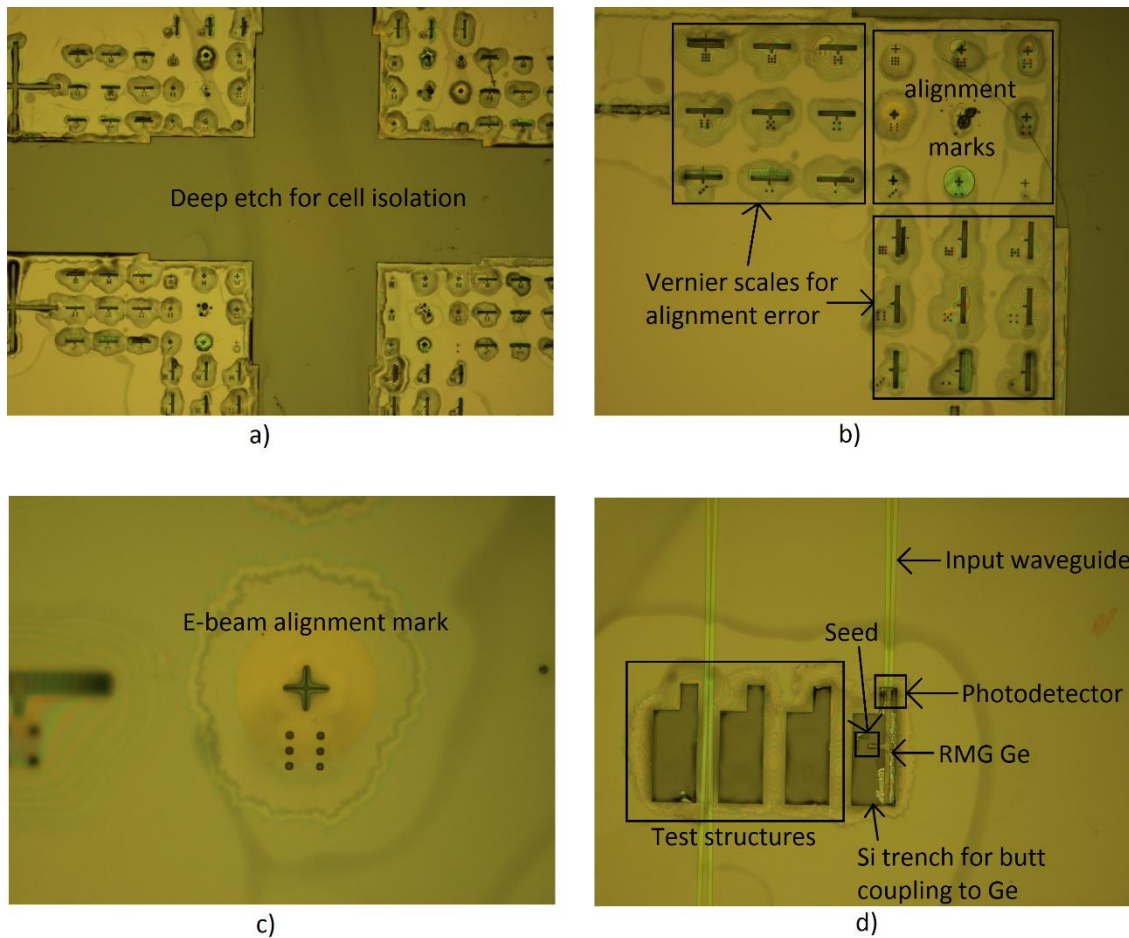 Deep etch for cell isolation
a)
alignment
marks
Vernier scales for
alignment error
b)
E-beam alignment mark
c)
Input waveguide
Seed
Photodetector
RMG Ge
Test structures
Si trench for butt
coupling to Ge
d)